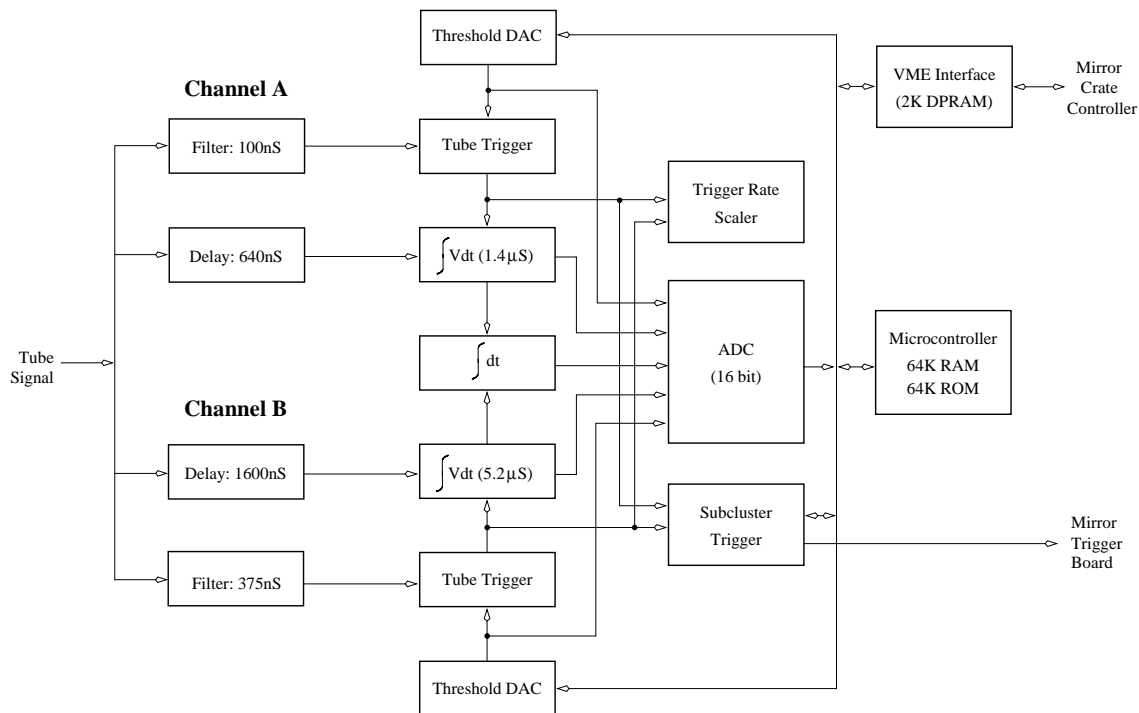 Threshold DAC
Channel A
VME Interface
(2K DPRAM)
Mirror
Crate
Controller
Filter: 100nS
Tube Trigger
Trigger Rate
Scaler
Delay: 640nS
∫Vdt (1.4μS)
Tube
Signal
∫dt
ADC
(16 bit)
Microcontroller
64K RAM
64K ROM
Channel B
Delay: 1600nS
∫Vdt (5.2μS)
Subcluster
Trigger
Mirror
Trigger
Board
Filter: 375nS
Tube Trigger
Threshold DAC